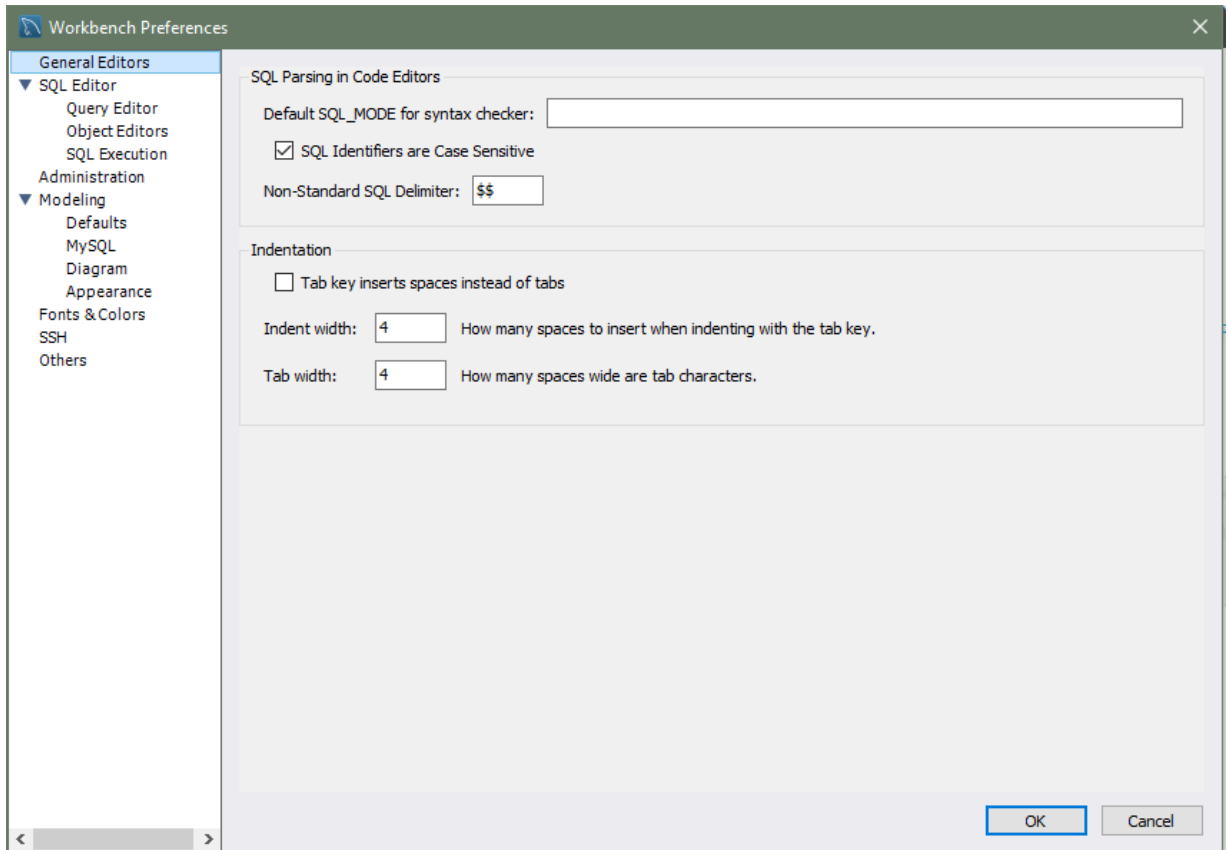 Workbench Preferences
General Editors
SQL Editor
Query Editor
Object Editors
SQL Execution
Administration
Modeling
Defaults
MySQL
Diagram
Appearance
Fonts & Colors
SSH
Others
SQL Parsing in Code Editors
Default SQL_MODE for syntax checker:
SQL Identifiers are Case Sensitive
Non-Standard SQL Delimiter: $$
Indentation
Tab key inserts spaces instead of tabs
Indent width: 4 How many spaces to insert when indenting with the tab key.
Tab width: 4 How many spaces wide are tab characters.
OK Cancel